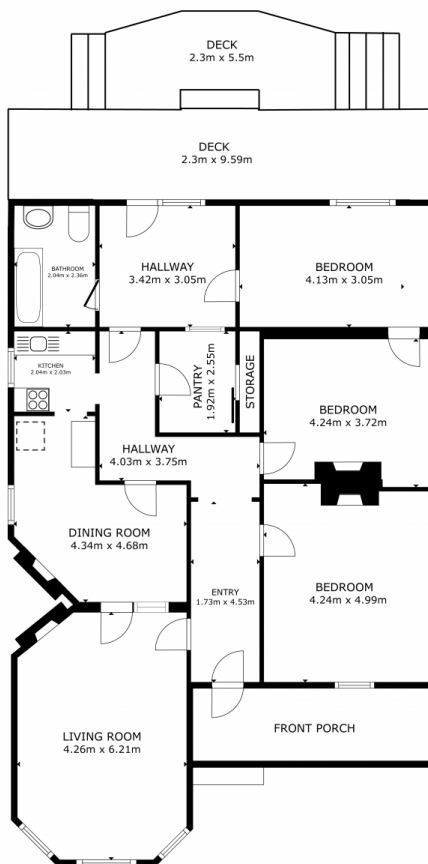 DECK
2.3m x 5.5m
DECK
2.3m x 9.59m
BATHROOM
2.04m x 2.36m
HALLWAY
3.42m x 3.05m
BEDROOM
4.13m x 3.05m
KITCHEN
2.04m x 2.03m
PANTRY
1.92m x 2.55m
STORAGE
BEDROOM
4.24m x 3.72m
HALLWAY
4.03m x 3.75m
DINING ROOM
4.34m x 4.68m
ENTRY
1.73m x 4.53m
BEDROOM
4.24m x 4.99m
LIVING ROOM
4.26m x 6.21m
FRONT PORCH